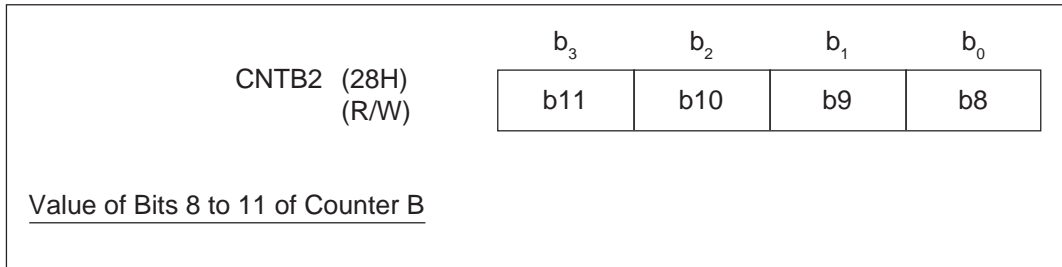 b₃ b₂ b₁ b₀
CNTB2 (28H) b11 b10 b9 b8
(R/W)
Value of Bits 8 to 11 of Counter B